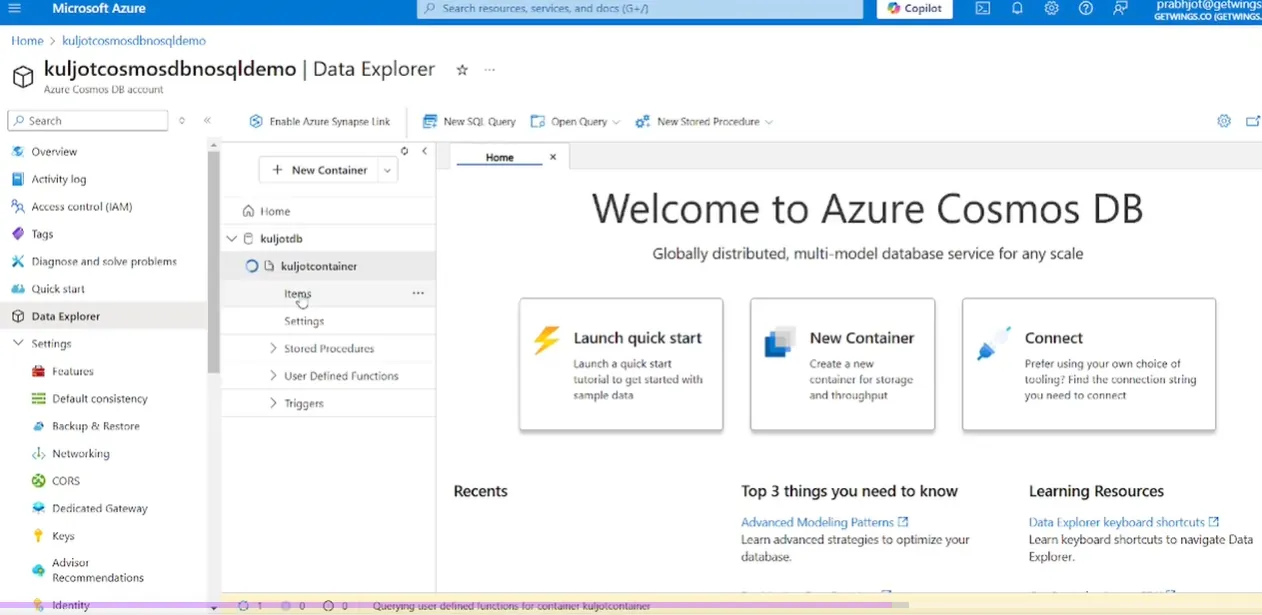 Microsoft Azure
Search resources, services, and docs (G+/)
Copilot
prabhjot@getwings
GETWINGS.CO (GETWINGS.
Home > kuljotcosmosdbnosqldemo
kuljotcosmosdbnosqldemo | Data Explorer
Azure Cosmos DB account
Search
Enable Azure Synapse Link
New SQL Query
Open Query
New Stored Procedure
Overview
Activity log
Access control (IAM)
Tags
Diagnose and solve problems
Quick start
Data Explorer
Settings
Features
Default consistency
Backup & Restore
Networking
CORS
Dedicated Gateway
Keys
Advisor
Recommendations
Identity
+ New Container
Home
kuljotdb
kuljotcontainer
Items
Settings
Stored Procedures
User Defined Functions
Triggers
Home
Welcome to Azure Cosmos DB
Globally distributed, multi-model database service for any scale
Launch quick start
Launch a quick start
tutorial to get started with
sample data
New Container
Create a new
container for storage
and throughput
Connect
Prefer using your own choice of
tooling? Find the connection string
you need to connect
Recents
Top 3 things you need to know
Advanced Modeling Patterns
Learn advanced strategies to optimize your
database.
Learning Resources
Data Explorer keyboard shortcuts
Learn keyboard shortcuts to navigate Data
Explorer.
1 0 0 Querying user defined functions for container kuljotcontainer